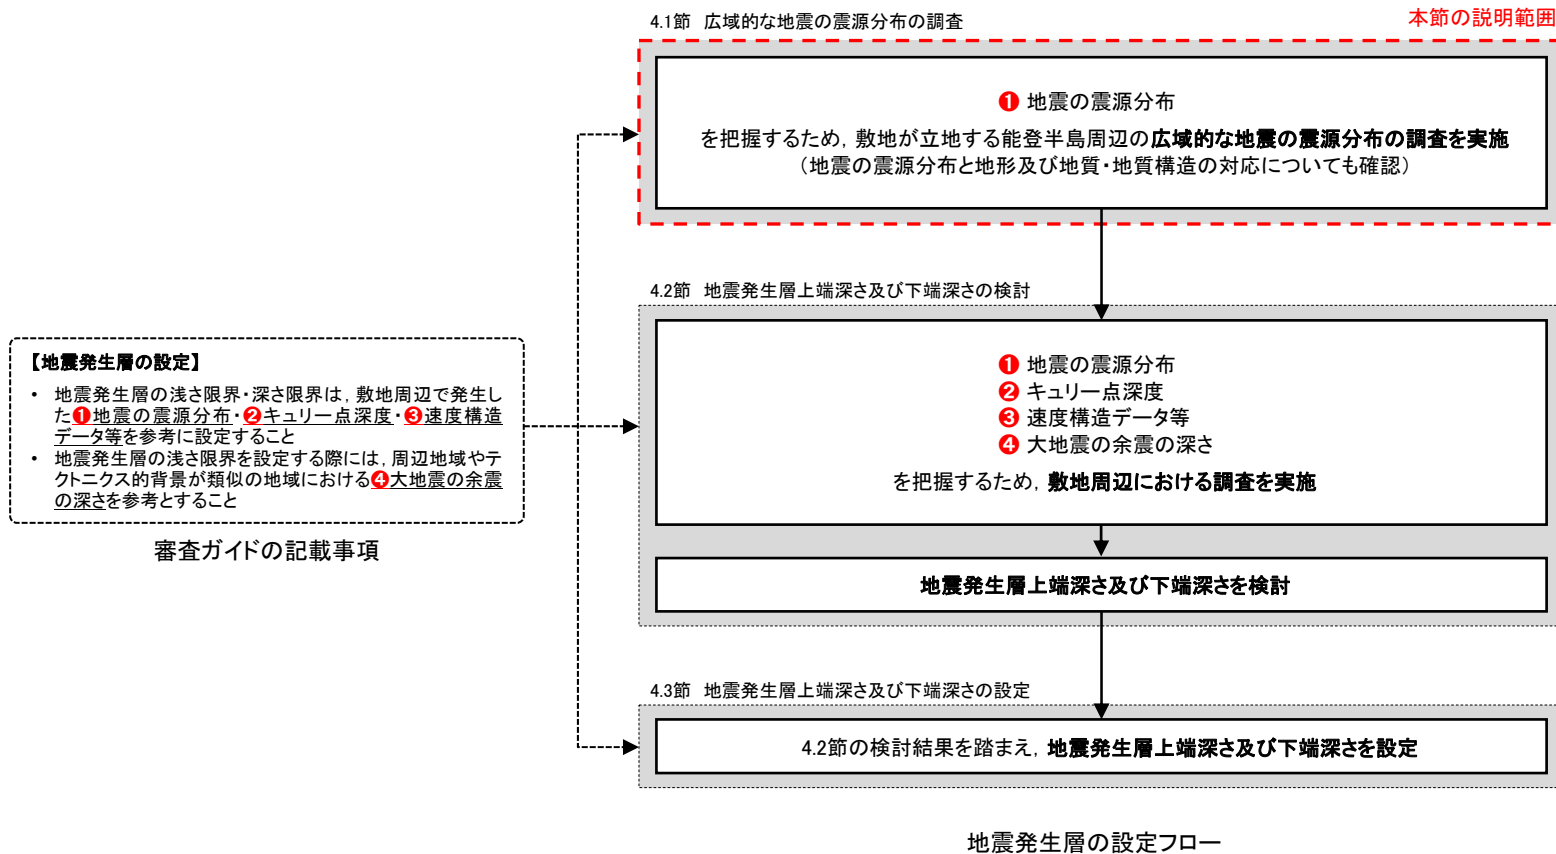 4.1節 広域的な地震の震源分布の調査
本節の説明範囲
❶ 地震の震源分布
を把握するため，敷地が立地する能登半島周辺の広域的な地震の震源分布の調査を実施
（地震の震源分布と地形及び地質・地質構造の対応についても確認）
4.2節 地震発生層上端深さ及び下端深さの検討
❶ 地震の震源分布
❷ キュリー点深度
❸ 速度構造データ等
❹ 大地震の余震の深さ
を把握するため，敷地周辺における調査を実施
地震発生層上端深さ及び下端深さを検討
4.3節 地震発生層上端深さ及び下端深さの設定
4.2節の検討結果を踏まえ，地震発生層上端深さ及び下端深さを設定
地震発生層の設定フロー
【地震発生層の設定】
• 地震発生層の浅さ限界・深さ限界は，敷地周辺で発生し
た❶地震の震源分布・❷キュリー点深度・❸速度構造
データ等を参考に設定すること
• 地震発生層の浅さ限界を設定する際には，周辺地域やテ
クトニクス的背景が類似の地域における❹大地震の余震
の深さを参考とすること
審査ガイドの記載事項